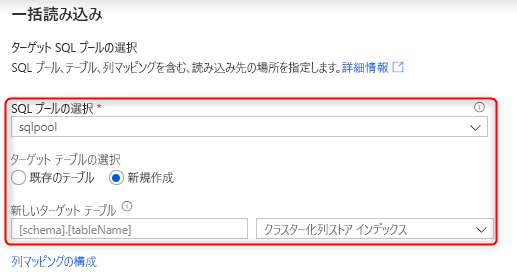 一括読み込み
ターゲット SQL プールの選択
SQL プール、テーブル、列マッピングを含む、読み込み先の場所を指定します。詳細情報
SQL プールの選択 *
sqlpool
ターゲット テーブルの選択
既存のテーブル 新規作成
新しいターゲット テーブル
[schema].[tableName] クラスター化列ストア インデックス
列マッピングの構成